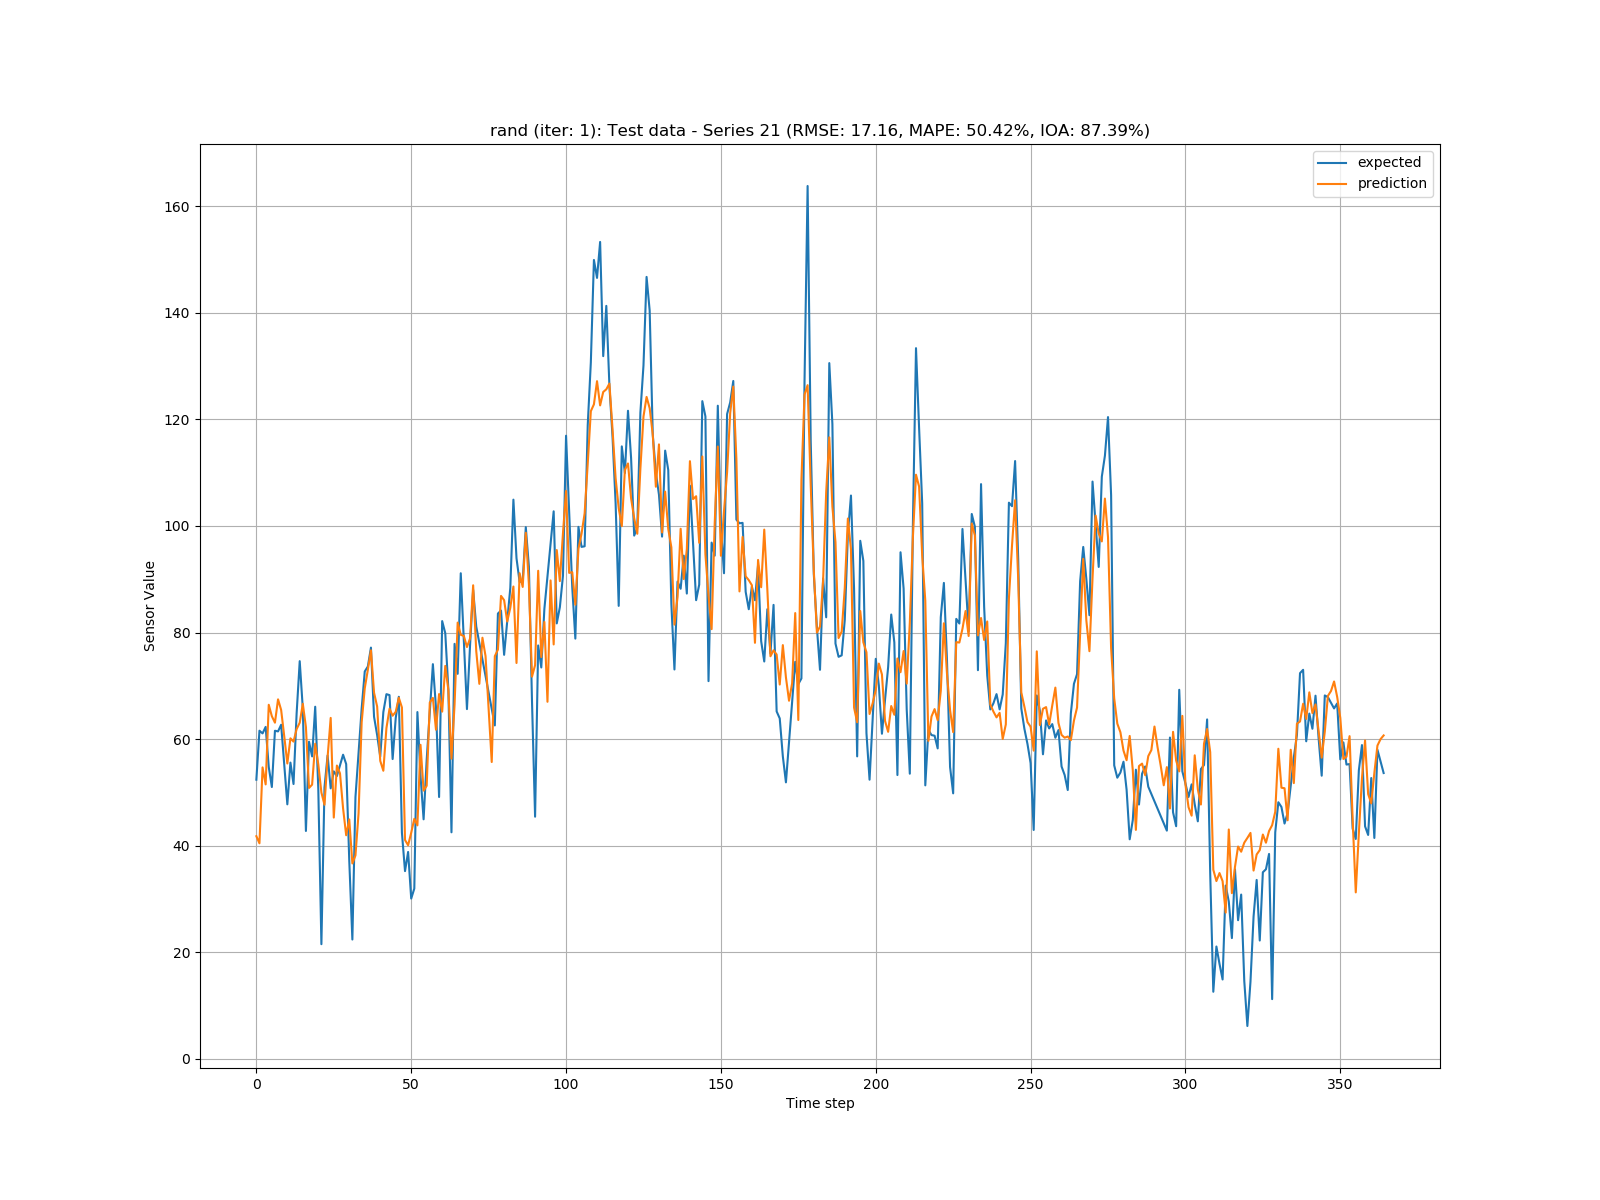 rand (iter: 1): Test data - Series 21 (RMSE: 17.16, MAPE: 50.42%, IOA: 87.39%)
expected
prediction
160
140
120
100
80
60
40
20
0
Sensor Value
0 50 100 150 200 250 300 350
Time step